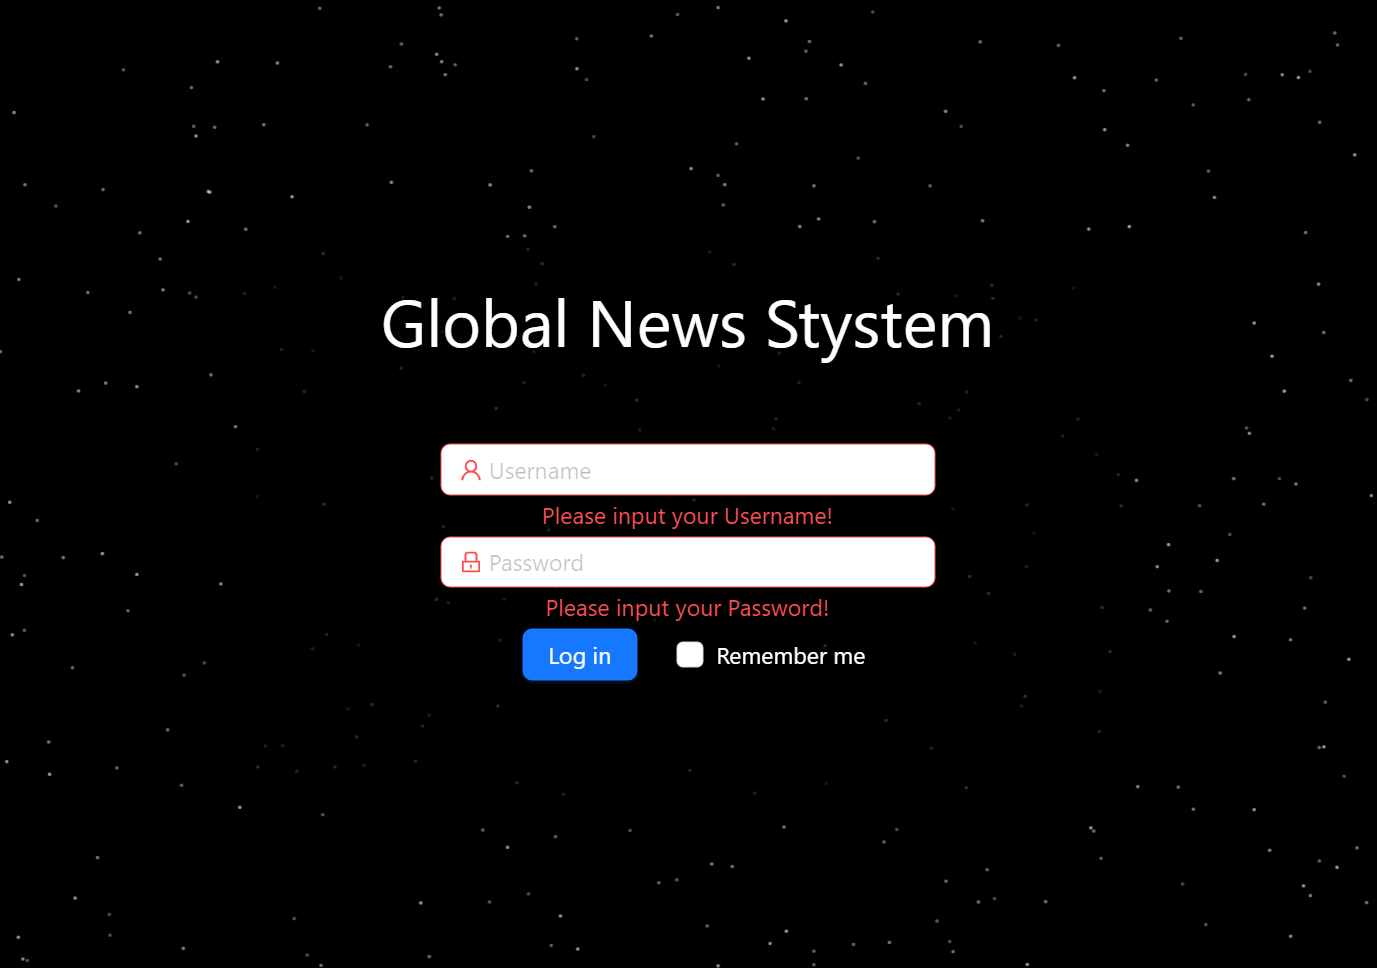 Global News Stystem
Username
Please input your Username!
Password
Please input your Password!
Log in Remember me